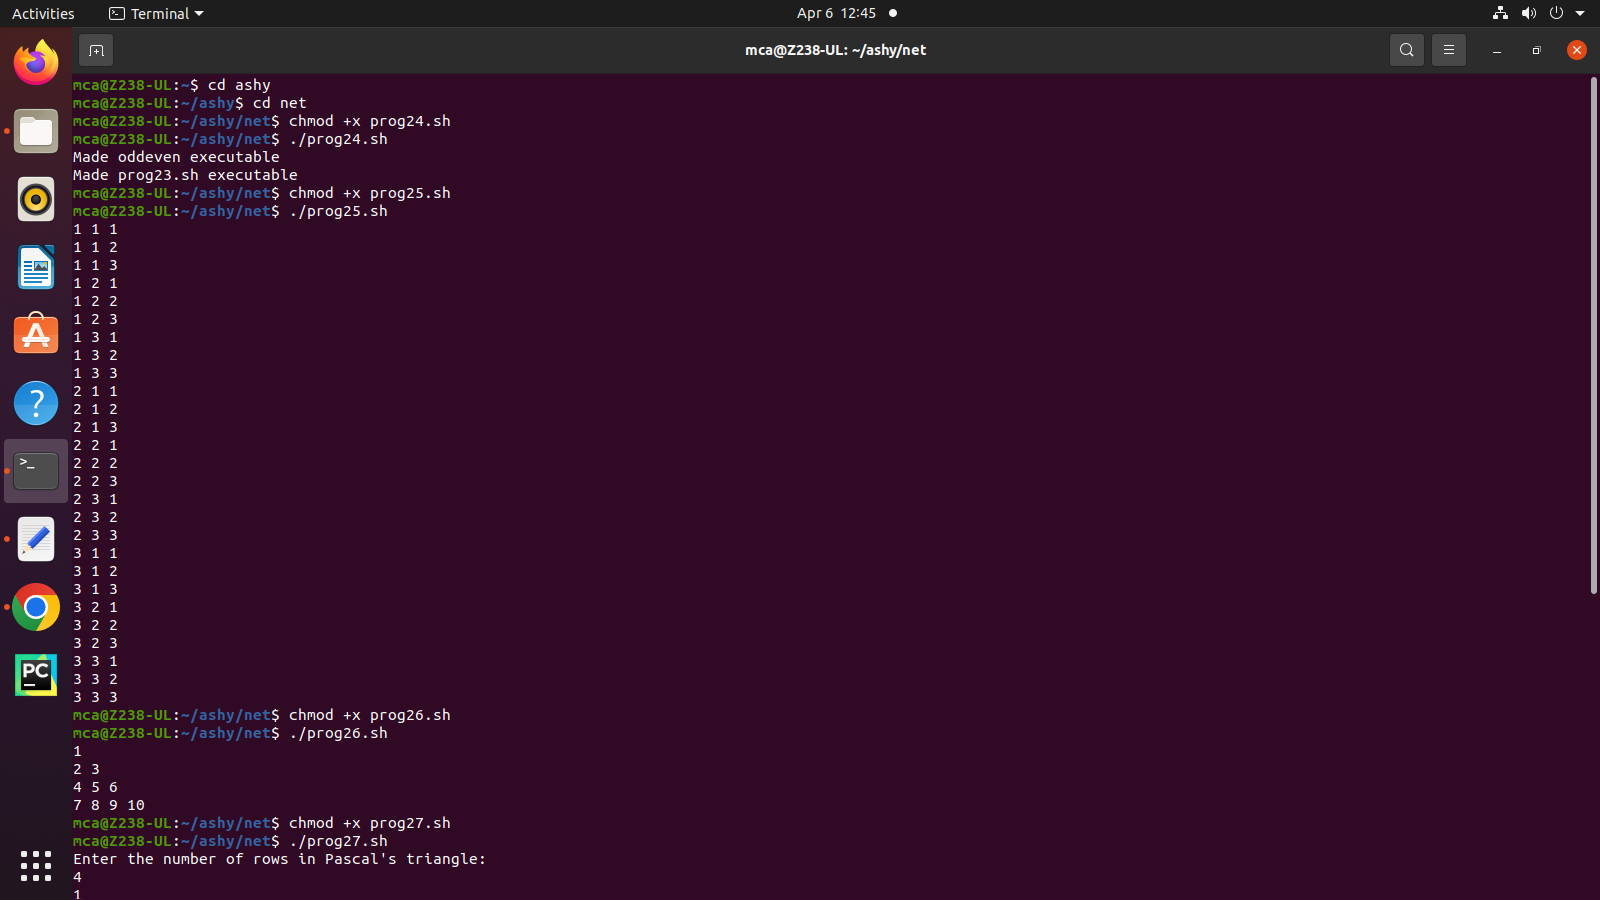 Activities
Terminal
Apr 6 12:45
mca@Z238-UL: ~/ashy/net
mca@Z238-UL:~$ cd ashy
mca@Z238-UL:~/ashy$ cd net
mca@Z238-UL:~/ashy/net$ chmod +x prog24.sh
mca@Z238-UL:~/ashy/net$ ./prog24.sh
Made oddeven executable
Made prog23.sh executable
mca@Z238-UL:~/ashy/net$ chmod +x prog25.sh
mca@Z238-UL:~/ashy/net$ ./prog25.sh
1 1 1
1 1 2
1 1 3
1 2 1
1 2 2
1 2 3
1 3 1
1 3 2
1 3 3
2 1 1
2 1 2
2 1 3
2 2 1
2 2 2
2 2 3
2 3 1
2 3 2
2 3 3
3 1 1
3 1 2
3 1 3
3 2 1
3 2 2
3 2 3
3 3 1
3 3 2
3 3 3
mca@Z238-UL:~/ashy/net$ chmod +x prog26.sh
mca@Z238-UL:~/ashy/net$ ./prog26.sh
1
2 3
4 5 6
7 8 9 10
mca@Z238-UL:~/ashy/net$ chmod +x prog27.sh
mca@Z238-UL:~/ashy/net$ ./prog27.sh
Enter the number of rows in Pascal's triangle:
4
1
?
>_
PC